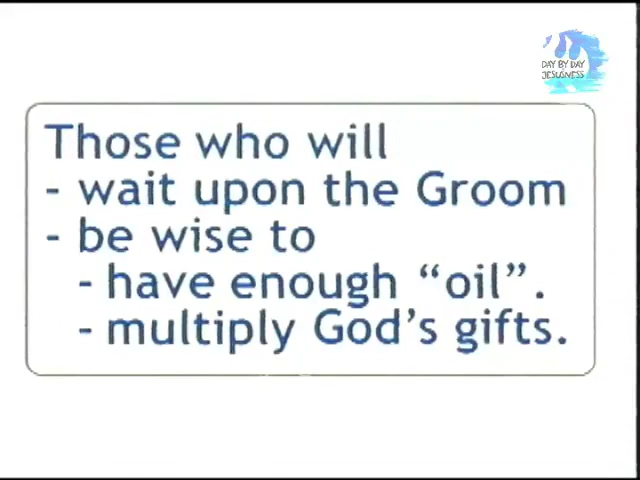 DAY BY DAY
JESUSNESS
Those who will
- wait upon the Groom
- be wise to
- have enough “oil”.
- multiply God’s gifts.